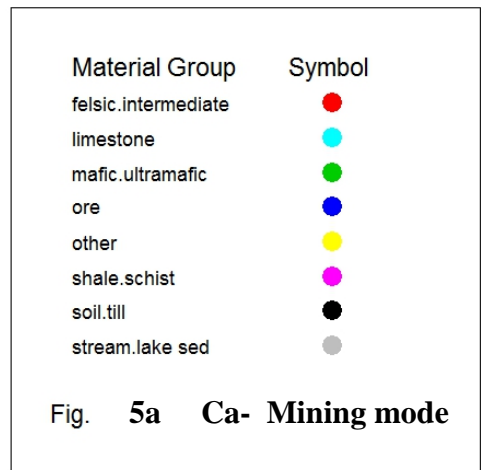 Material Group Symbol
felsic.intermediate
limestone
mafic.ultramafic
ore
other
shale.schist
soil.till
stream.lake sed
Fig. 5a Ca- Mining mode